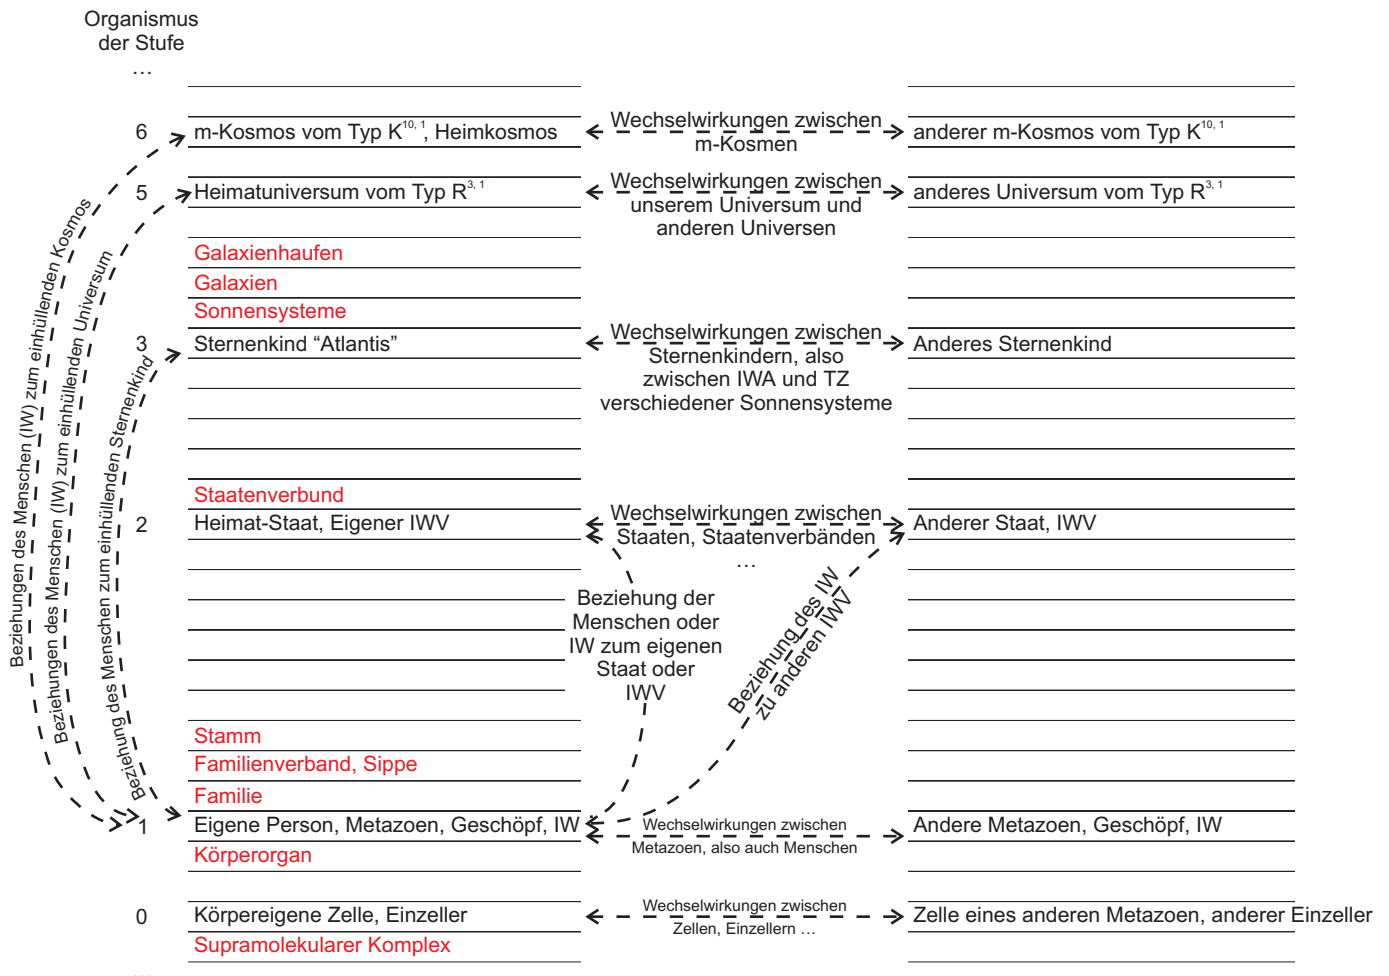 Organismus
der Stufe
...
6
m-Kosmos vom Typ K10, 1, Heimkosmos
Wechselwirkungen zwischen
m-Kosmen
anderer m-Kosmos vom Typ K10, 1
5
Heimatuniversum vom Typ R3, 1
Wechselwirkungen zwischen
unserem Universum und
anderen Universen
anderes Universum vom Typ R3, 1
Galaxienhaufen
Galaxien
Sonnensysteme
3
Sternenkind “Atlantis”
Wechselwirkungen zwischen
Sternenkindern, also
zwischen IWA und TZ
verschiedener Sonnensysteme
Anderes Sternenkind
Staatenverbund
2
Heimat-Staat, Eigener IWV
Wechselwirkungen zwischen
Staaten, Staatenverbänden
...
Anderer Staat, IWV
Beziehung der
Menschen oder
IW zum eigenen
Staat oder
IWV
Beziehung des IW
zu anderen IWV
Beziehungen des Menschen (IW) zum einhüllenden Kosmos
Beziehungen des Menschen (IW) zum einhüllenden Universum
Beziehung des Menschen zum einhüllenden Sternenkind
Stamm
Familienverband, Sippe
Familie
1
Eigene Person, Metazoen, Geschöpf, IW
Wechselwirkungen zwischen
Metazoen, also auch Menschen
Andere Metazoen, Geschöpf, IW
Körperorgan
0
Körpereigene Zelle, Einzeller
Wechselwirkungen zwischen
Zellen, Einzellern ...
Zelle eines anderen Metazoen, anderer Einzeller
Supramolekularer Komplex
...